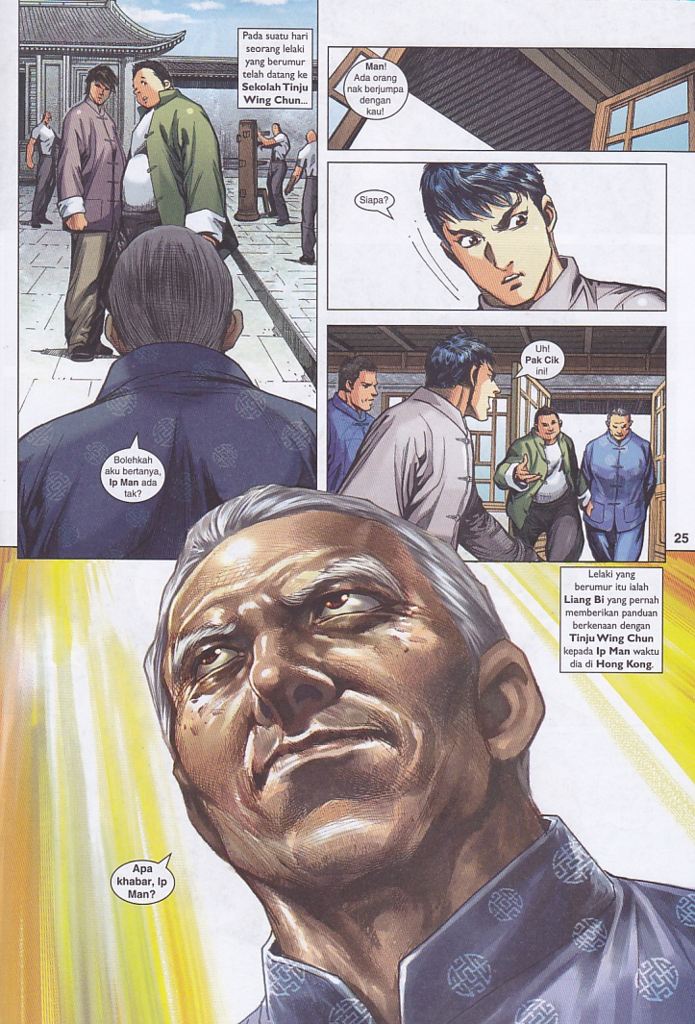 Pada suatu hari
seorang lelaki
yang berumur
telah datang ke
Sekolah Tinju
Wing Chun...
Bolehkah
aku bertanya,
Ip Man ada
tak?
Man!
Ada orang
nak berjumpa
dengan
kau!
Siapa?
Uh!
Pak Cik
ini!
25
Lelaki yang
berumur itu ialah
Liang Bi yang pernah
memberikan panduan
berkenaan dengan
Tinju Wing Chun
kepada Ip Man waktu
dia di Hong Kong.
Apa
khabar, Ip
Man?